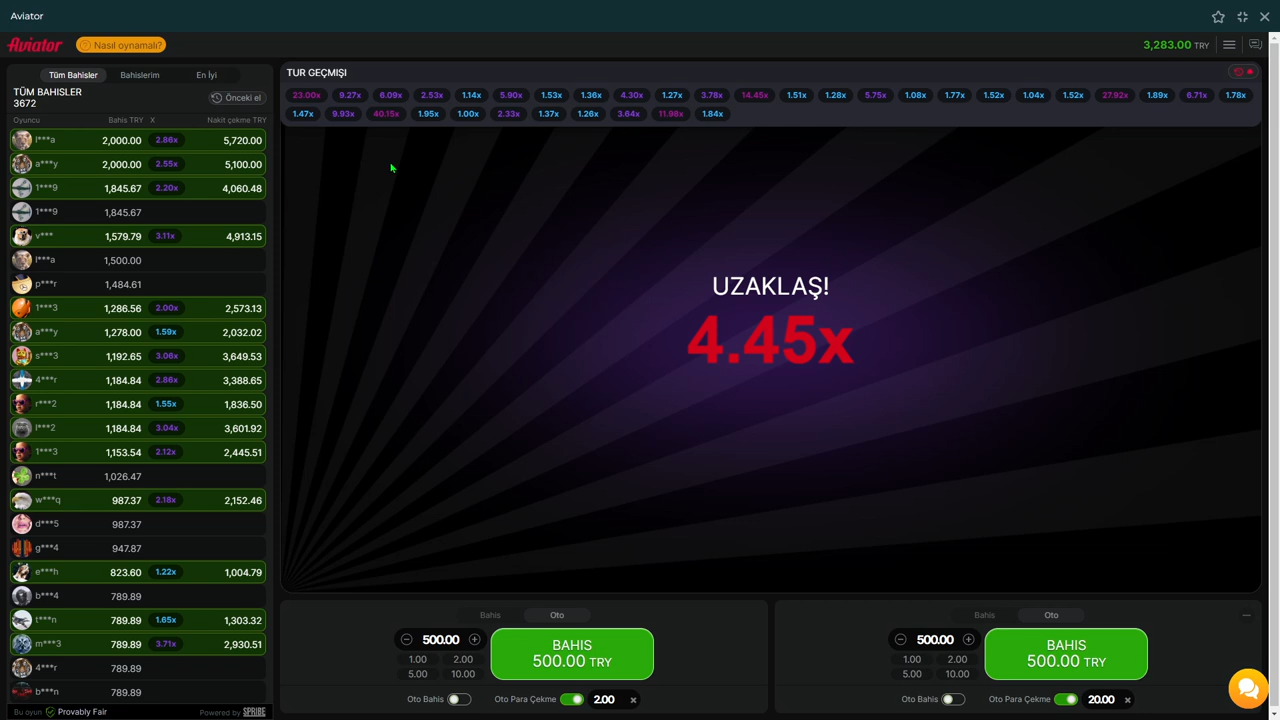 Aviator
Aviator
? Nasıl oynamalı?
3,283.00 TRY
Tüm Bahisler Bahislerim En İyi
TÜM BAHISLER
3672
Önceki el
Oyuncu Bahis TRY X Nakit çekme TRY
l***a 2,000.00 2.86x 5,720.00
a***y 2,000.00 2.55x 5,100.00
1***9 1,845.67 2.20x 4,060.48
1***9 1,845.67
v*** 1,579.79 3.11x 4,913.15
l***a 1,500.00
p***r 1,484.61
1***3 1,286.56 2.00x 2,573.13
a***y 1,278.00 1.59x 2,032.02
s***3 1,192.65 3.06x 3,649.53
4***r 1,184.84 2.86x 3,388.65
r***2 1,184.84 1.55x 1,836.50
l***2 1,184.84 3.04x 3,601.92
1***3 1,153.54 2.12x 2,445.51
n***t 1,026.47
w***q 987.37 2.18x 2,152.46
d***5 987.37
g***4 947.87
e***h 823.60 1.22x 1,004.79
b***4 789.89
t***n 789.89 1.65x 1,303.32
m***3 789.89 3.71x 2,930.51
4***r 789.89
b***n 789.89
Bu oyun Provably Fair Powered by SPRIBE
TUR GEÇMIŞI
23.00x 9.27x 6.09x 2.53x 1.14x 5.90x 1.53x 1.36x 4.30x 1.27x 3.78x 14.45x 1.51x 1.28x 5.75x 1.08x 1.77x 1.52x 1.04x 1.52x 27.92x 1.89x 6.71x 1.78x
1.47x 9.93x 40.15x 1.95x 1.00x 2.33x 1.37x 1.26x 3.64x 11.98x 1.84x
UZAKLAŞ!
4.45x
Bahis Oto
500.00
1.00 2.00
5.00 10.00
BAHIS
500.00 TRY
Oto Bahis Oto Para Çekme 2.00 x
Bahis Oto
500.00
1.00 2.00
5.00 10.00
BAHIS
500.00 TRY
Oto Bahis Oto Para Çekme 20.00 x